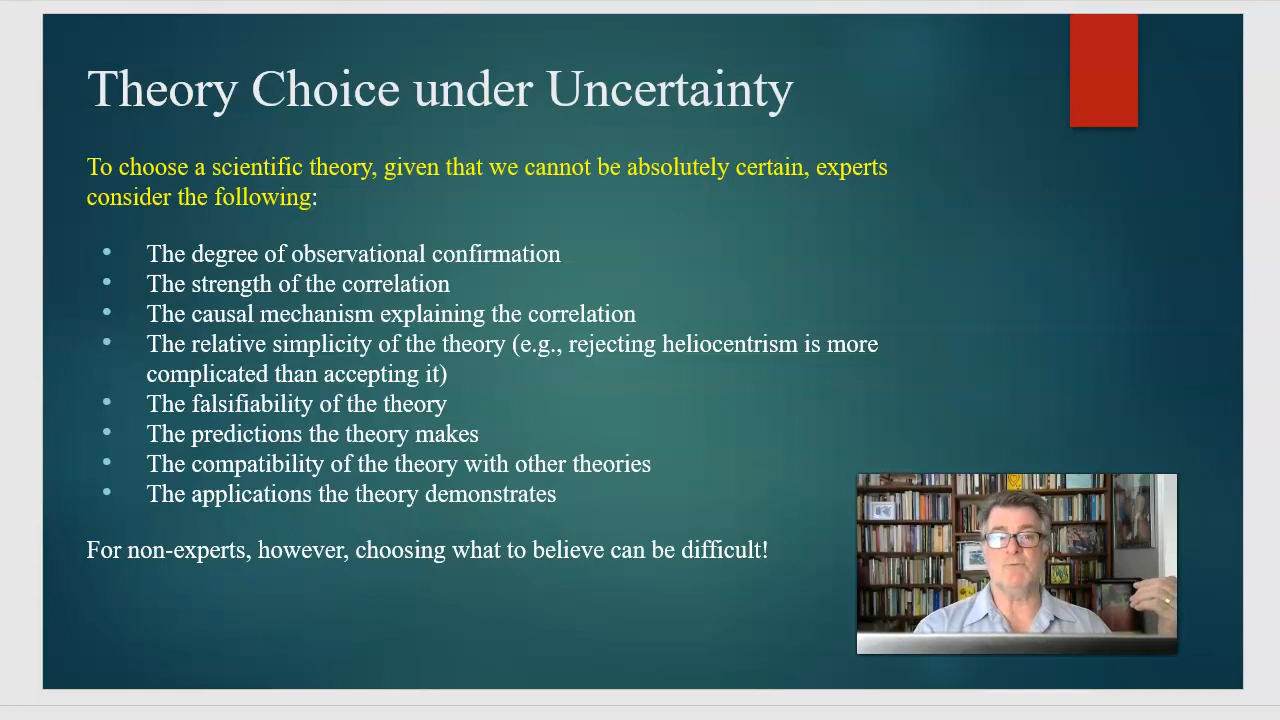 Theory Choice under Uncertainty
To choose a scientific theory, given that we cannot be absolutely certain, experts
consider the following:
• The degree of observational confirmation
• The strength of the correlation
• The causal mechanism explaining the correlation
• The relative simplicity of the theory (e.g., rejecting heliocentrism is more
complicated than accepting it)
• The falsifiability of the theory
• The predictions the theory makes
• The compatibility of the theory with other theories
• The applications the theory demonstrates
For non-experts, however, choosing what to believe can be difficult!